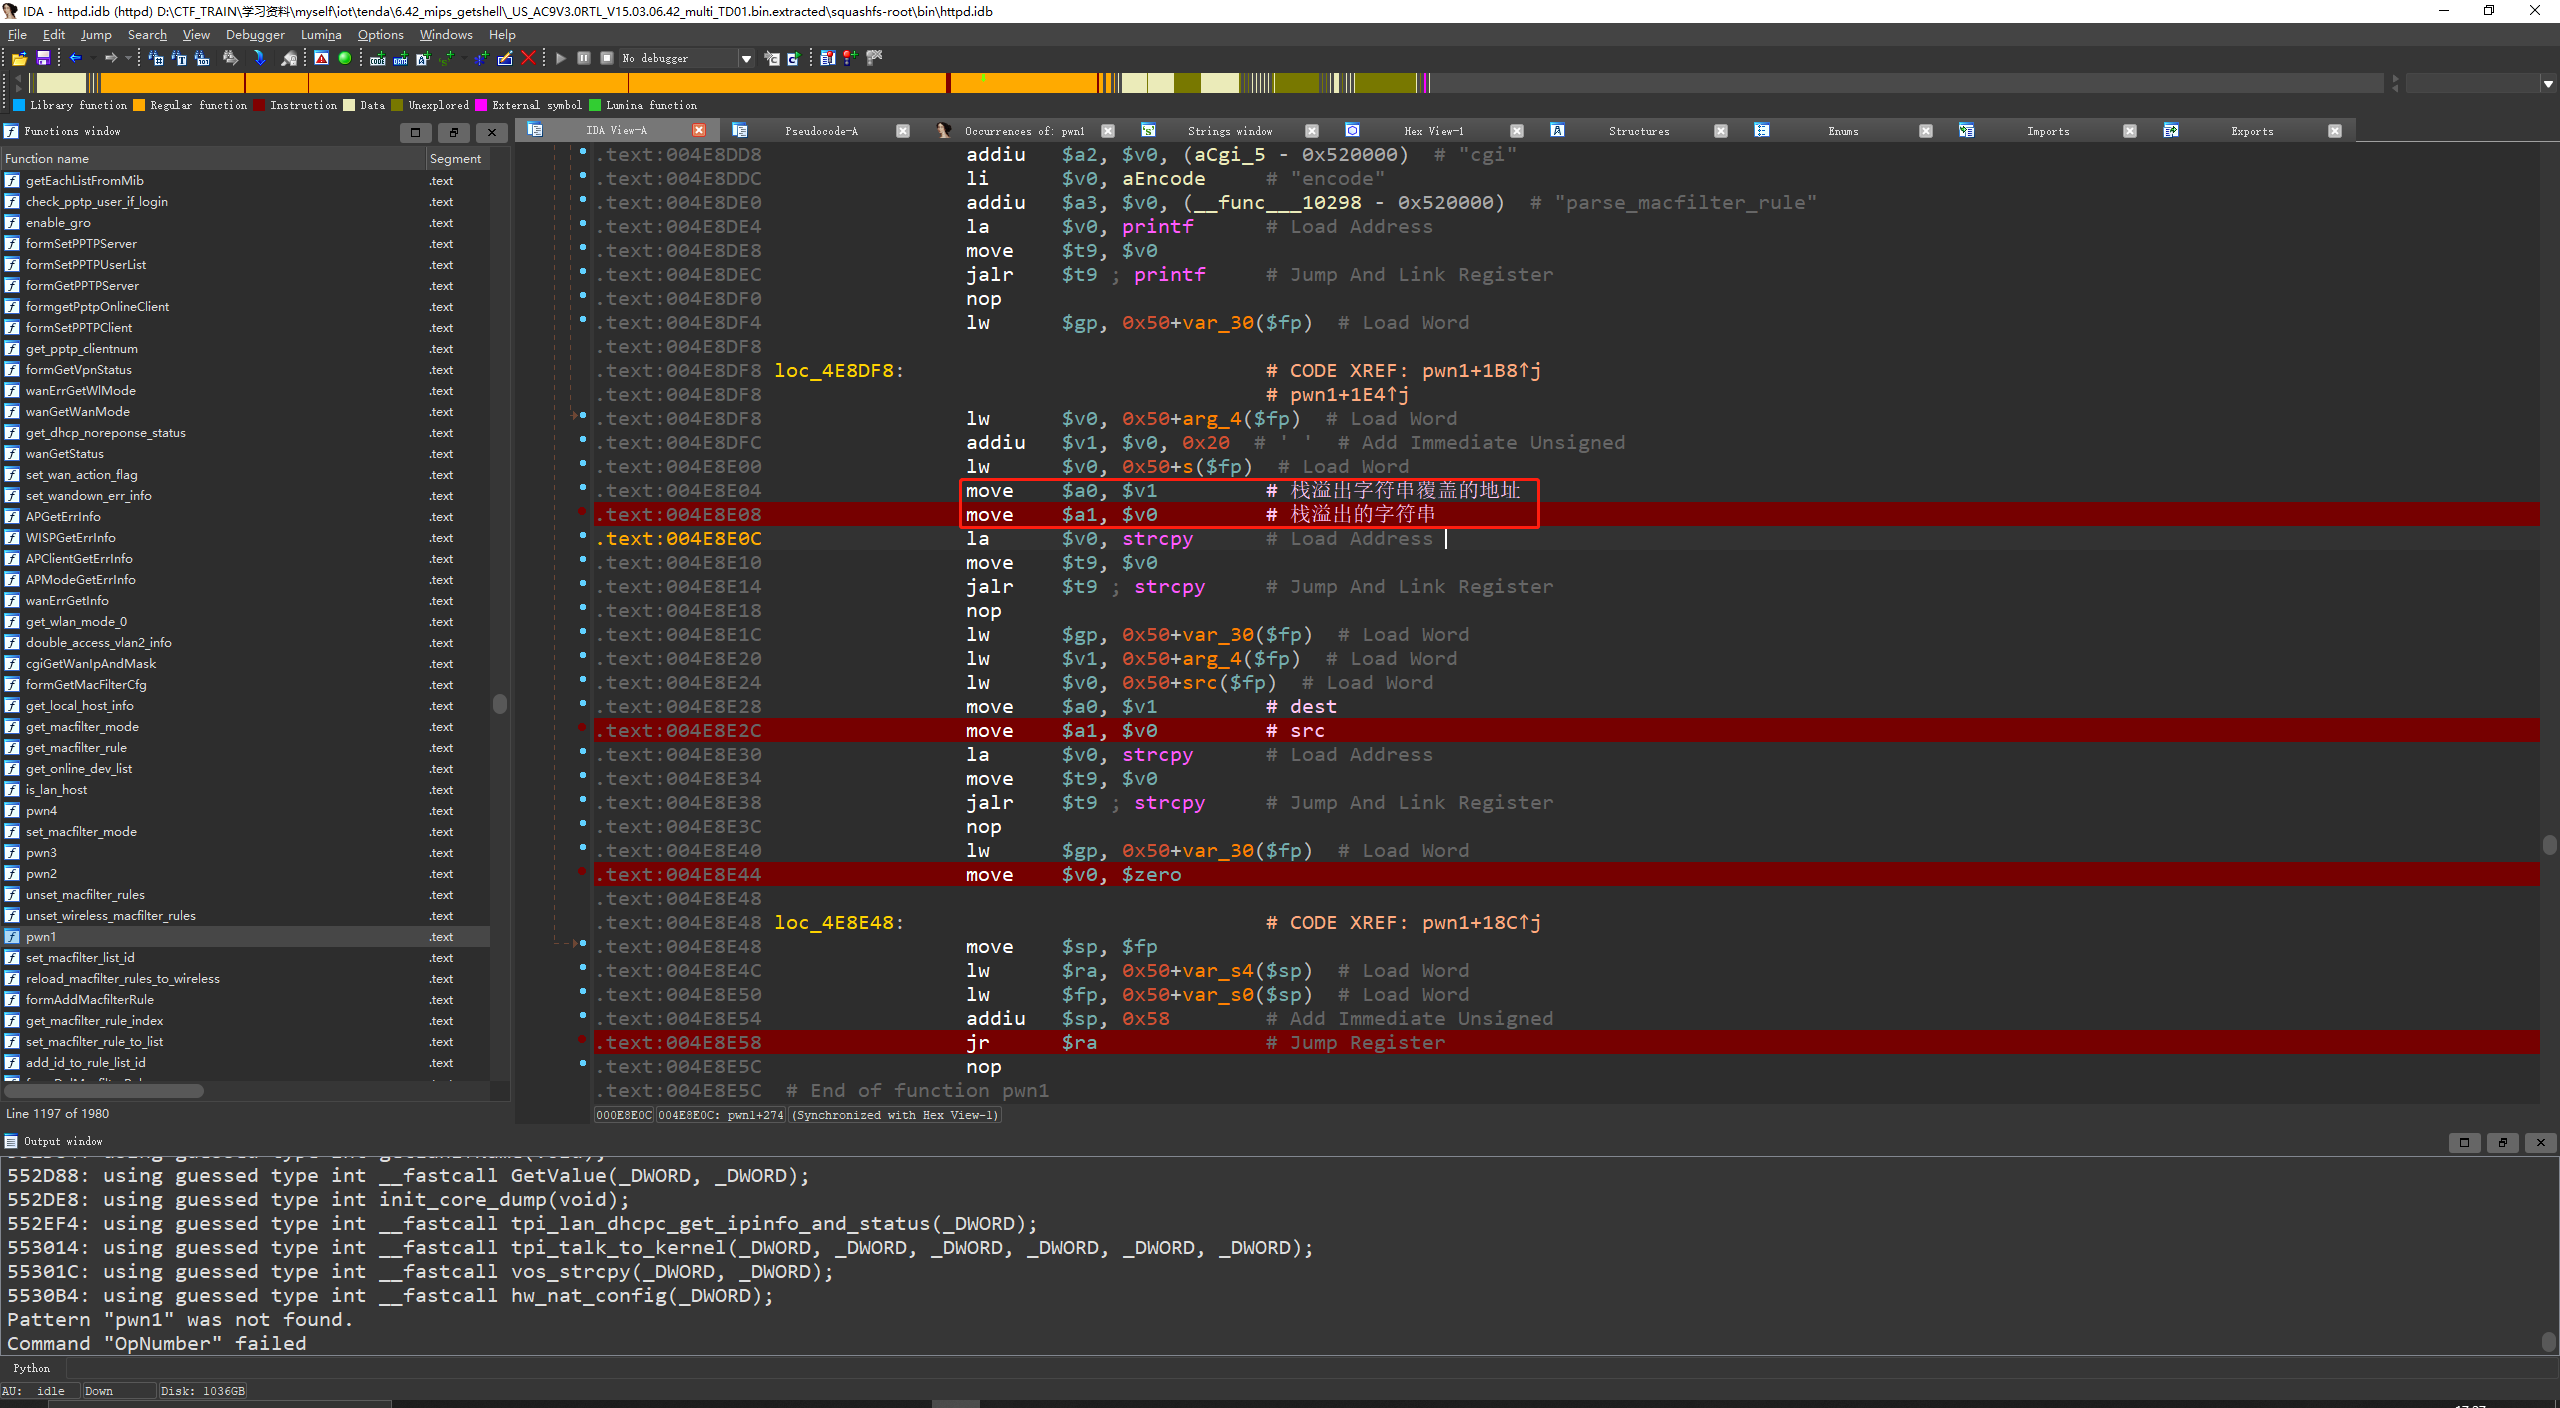 IDA - httpd.idb (httpd) D:\CTF_TRAIN\学习资料\myself\iot\tenda\6.42_mips_getshell\_US_AC9V3.0RTL_V15.03.06.42_multi_TD01.bin.extracted\squashfs-root\bin\httpd.idb
File Edit Jump Search View Debugger Lumina Options Windows Help
No debugger
Library function Regular function Instruction Data Unexplored External symbol Lumina function
Functions window
IDA View-A Pseudocode-A Occurrences of: pwn1 Strings window Hex View-1 Structures Enums Imports Exports
Function name Segment
getEachListFromMib .text
check_pptp_user_if_login .text
enable_gro .text
formSetPPTPServer .text
formSetPPTPUserList .text
formGetPPTPServer .text
formgetPptpOnlineClient .text
formSetPPTPClient .text
get_pptp_clientnum .text
formGetVpnStatus .text
wanErrGetWlMode .text
wanGetWanMode .text
get_dhcp_noreponse_status .text
wanGetStatus .text
set_wan_action_flag .text
set_wandown_err_info .text
APGetErrInfo .text
WISPGetErrInfo .text
APClientGetErrInfo .text
APModeGetErrInfo .text
wanErrGetInfo .text
get_wlan_mode_0 .text
double_access_vlan2_info .text
cgiGetWanIpAndMask .text
formGetMacFilterCfg .text
get_local_host_info .text
get_macfilter_mode .text
get_macfilter_rule .text
get_online_dev_list .text
is_lan_host .text
pwn4 .text
set_macfilter_mode .text
pwn3 .text
pwn2 .text
unset_macfilter_rules .text
unset_wireless_macfilter_rules .text
pwn1 .text
set_macfilter_list_id .text
reload_macfilter_rules_to_wireless .text
formAddMacfilterRule .text
get_macfilter_rule_index .text
set_macfilter_rule_to_list .text
add_id_to_rule_list_id .text
Line 1197 of 1980
.text:004E8DD8 addiu $a2, $v0, (aCgi_5 - 0x520000) # "cgi"
.text:004E8DDC li $v0, aEncode # "encode"
.text:004E8DE0 addiu $a3, $v0, (__func___10298 - 0x520000) # "parse_macfilter_rule"
.text:004E8DE4 la $v0, printf # Load Address
.text:004E8DE8 move $t9, $v0
.text:004E8DEC jalr $t9 ; printf # Jump And Link Register
.text:004E8DF0 nop
.text:004E8DF4 lw $gp, 0x50+var_30($fp) # Load Word
.text:004E8DF8
.text:004E8DF8 loc_4E8DF8: # CODE XREF: pwn1+1B8↑j
.text:004E8DF8 # pwn1+1E4↑j
.text:004E8DF8 lw $v0, 0x50+arg_4($fp) # Load Word
.text:004E8DFC addiu $v1, $v0, 0x20 # ' ' # Add Immediate Unsigned
.text:004E8E00 lw $v0, 0x50+s($fp) # Load Word
.text:004E8E04 move $a0, $v1 # 栈溢出字符串覆盖的地址
.text:004E8E08 move $a1, $v0 # 栈溢出的字符串
.text:004E8E0C la $v0, strcpy # Load Address
.text:004E8E10 move $t9, $v0
.text:004E8E14 jalr $t9 ; strcpy # Jump And Link Register
.text:004E8E18 nop
.text:004E8E1C lw $gp, 0x50+var_30($fp) # Load Word
.text:004E8E20 lw $v1, 0x50+arg_4($fp) # Load Word
.text:004E8E24 lw $v0, 0x50+src($fp) # Load Word
.text:004E8E28 move $a0, $v1 # dest
.text:004E8E2C move $a1, $v0 # src
.text:004E8E30 la $v0, strcpy # Load Address
.text:004E8E34 move $t9, $v0
.text:004E8E38 jalr $t9 ; strcpy # Jump And Link Register
.text:004E8E3C nop
.text:004E8E40 lw $gp, 0x50+var_30($fp) # Load Word
.text:004E8E44 move $v0, $zero
.text:004E8E48
.text:004E8E48 loc_4E8E48: # CODE XREF: pwn1+18C↑j
.text:004E8E48 move $sp, $fp
.text:004E8E4C lw $ra, 0x50+var_s4($sp) # Load Word
.text:004E8E50 lw $fp, 0x50+var_s0($sp) # Load Word
.text:004E8E54 addiu $sp, 0x58 # Add Immediate Unsigned
.text:004E8E58 jr $ra # Jump Register
.text:004E8E5C nop
.text:004E8E5C # End of function pwn1
000E8E0C 004E8E0C: pwn1+274 (Synchronized with Hex View-1)
Output window
552D88: using guessed type int __fastcall GetValue(_DWORD, _DWORD);
552DE8: using guessed type int init_core_dump(void);
552EF4: using guessed type int __fastcall tpi_lan_dhcpc_get_ipinfo_and_status(_DWORD);
553014: using guessed type int __fastcall tpi_talk_to_kernel(_DWORD, _DWORD, _DWORD, _DWORD, _DWORD, _DWORD);
55301C: using guessed type int __fastcall vos_strcpy(_DWORD, _DWORD);
5530B4: using guessed type int __fastcall hw_nat_config(_DWORD);
Pattern "pwn1" was not found.
Command "OpNumber" failed
Python
AU: idle Down Disk: 1036GB